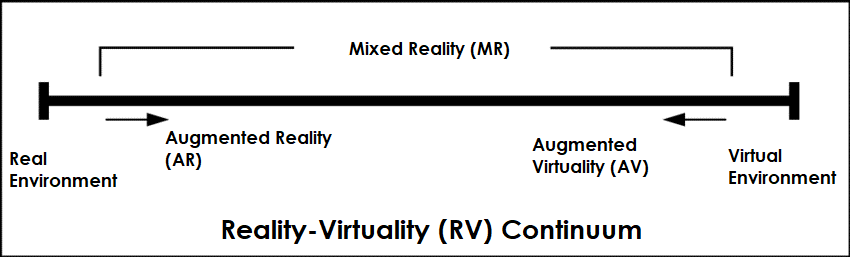 Mixed Reality (MR)
Augmented Reality
(AR)
Augmented
Virtuality (AV)
Real
Environment
Virtual
Environment
Reality-Virtuality (RV) Continuum